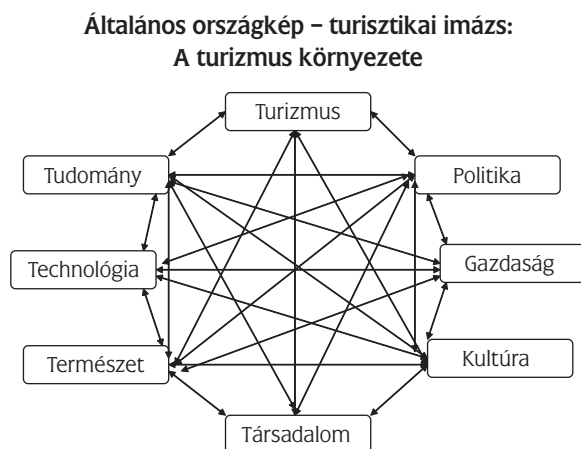 Általános országkép – turisztikai imázs:
A turizmus környezete
Turizmus
Tudomány
Politika
Technológia
Gazdaság
Természet
Kultúra
Társadalom